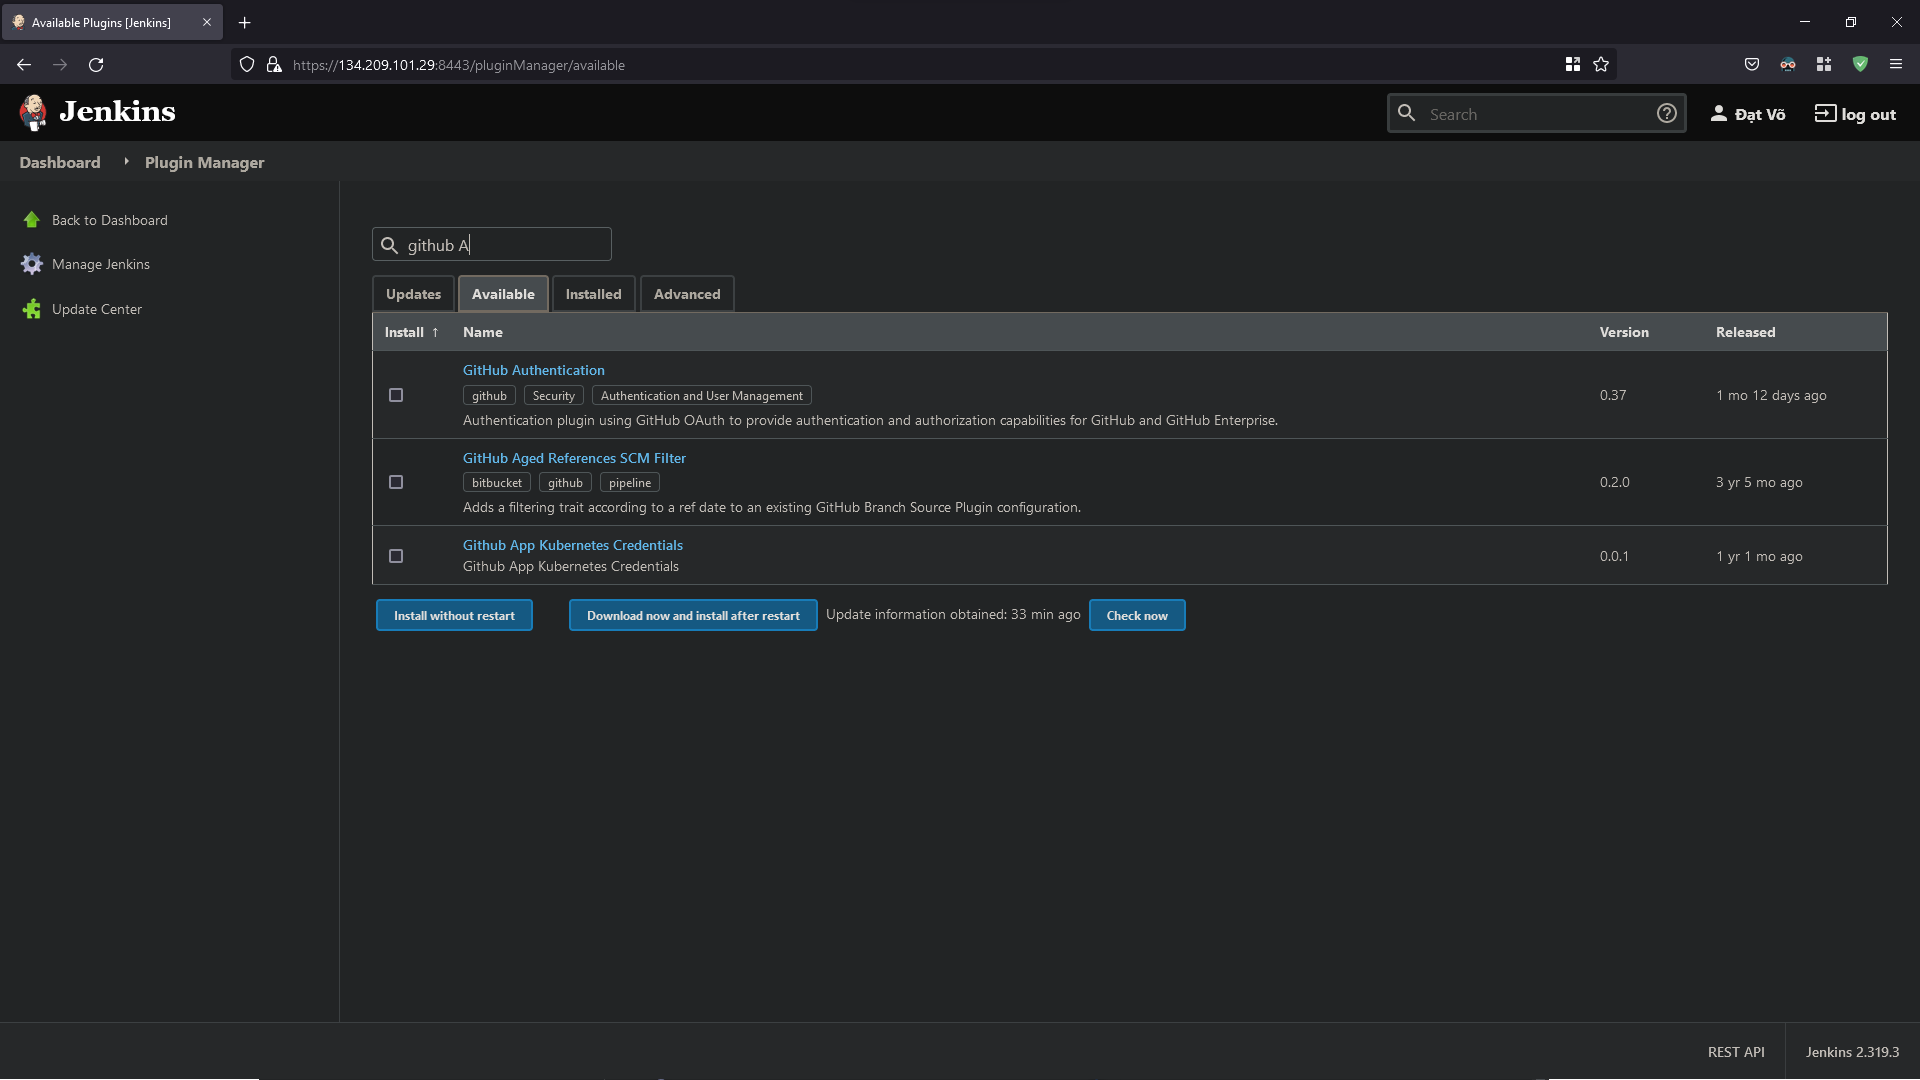 Available Plugins [Jenkins]
https://134.209.101.29:8443/pluginManager/available
Jenkins
Search
Đạt Võ
log out
Dashboard
Plugin Manager
Back to Dashboard
Manage Jenkins
Update Center
github A
Updates
Available
Installed
Advanced
Install ↑ Name Version Released
GitHub Authentication
github Security Authentication and User Management
0.37 1 mo 12 days ago
Authentication plugin using GitHub OAuth to provide authentication and authorization capabilities for GitHub and GitHub Enterprise.
GitHub Aged References SCM Filter
bitbucket github pipeline
0.2.0 3 yr 5 mo ago
Adds a filtering trait according to a ref date to an existing GitHub Branch Source Plugin configuration.
Github App Kubernetes Credentials
0.0.1 1 yr 1 mo ago
Github App Kubernetes Credentials
Install without restart
Download now and install after restart
Update information obtained: 33 min ago
Check now
REST API
Jenkins 2.319.3